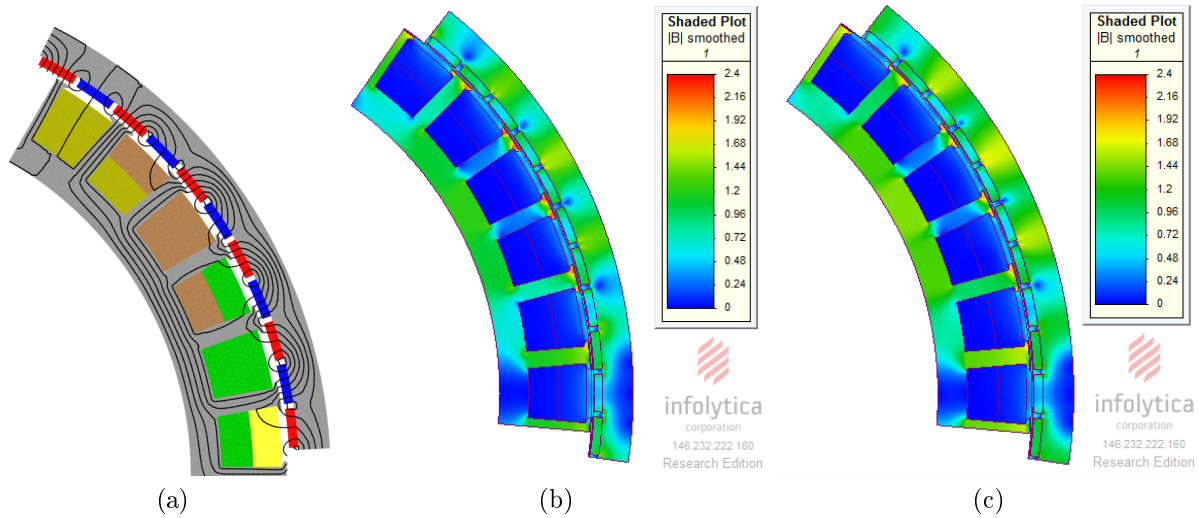 Shaded Plot
|B| smoothed
1
2.4
2.16
1.92
1.68
1.44
1.2
0.96
0.72
0.48
0.24
0
infolytica
corporation
146.232.222.160
Research Edition
Shaded Plot
|B| smoothed
1
2.4
2.16
1.92
1.68
1.44
1.2
0.96
0.72
0.48
0.24
0
infolytica
corporation
146.232.222.160
Research Edition
(a)
(b)
(c)